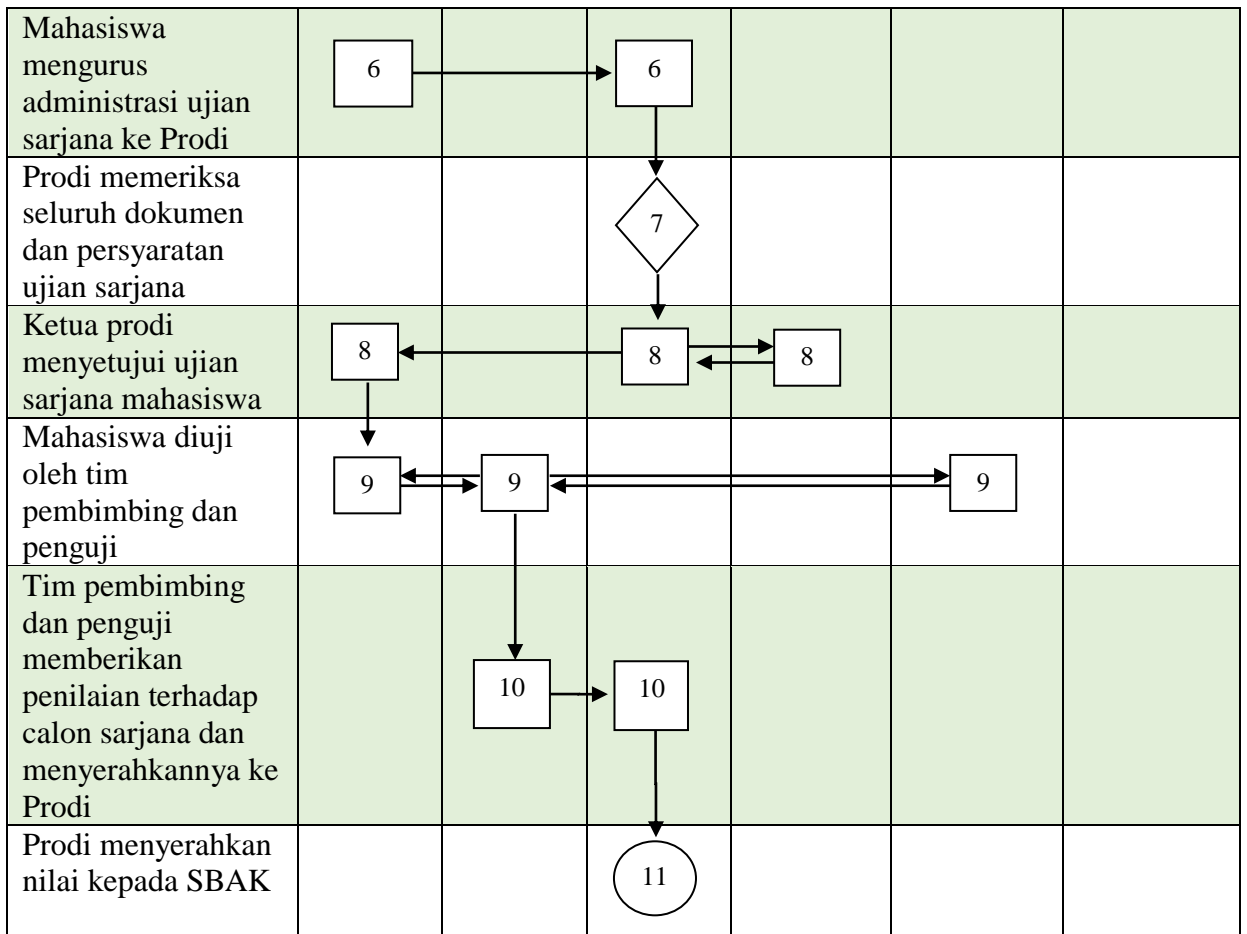 Mahasiswa
mengurus
administrasi ujian
sarjana ke Prodi
6
6
Prodi memeriksa
seluruh dokumen
dan persyaratan
ujian sarjana
7
Ketua prodi
menyetujui ujian
sarjana mahasiswa
8
8
8
Mahasiswa diuji
oleh tim
pembimbing dan
penguji
9
9
9
Tim pembimbing
dan penguji
memberikan
penilaian terhadap
calon sarjana dan
menyerahkannya ke
Prodi
10
10
Prodi menyerahkan
nilai kepada SBAK
11